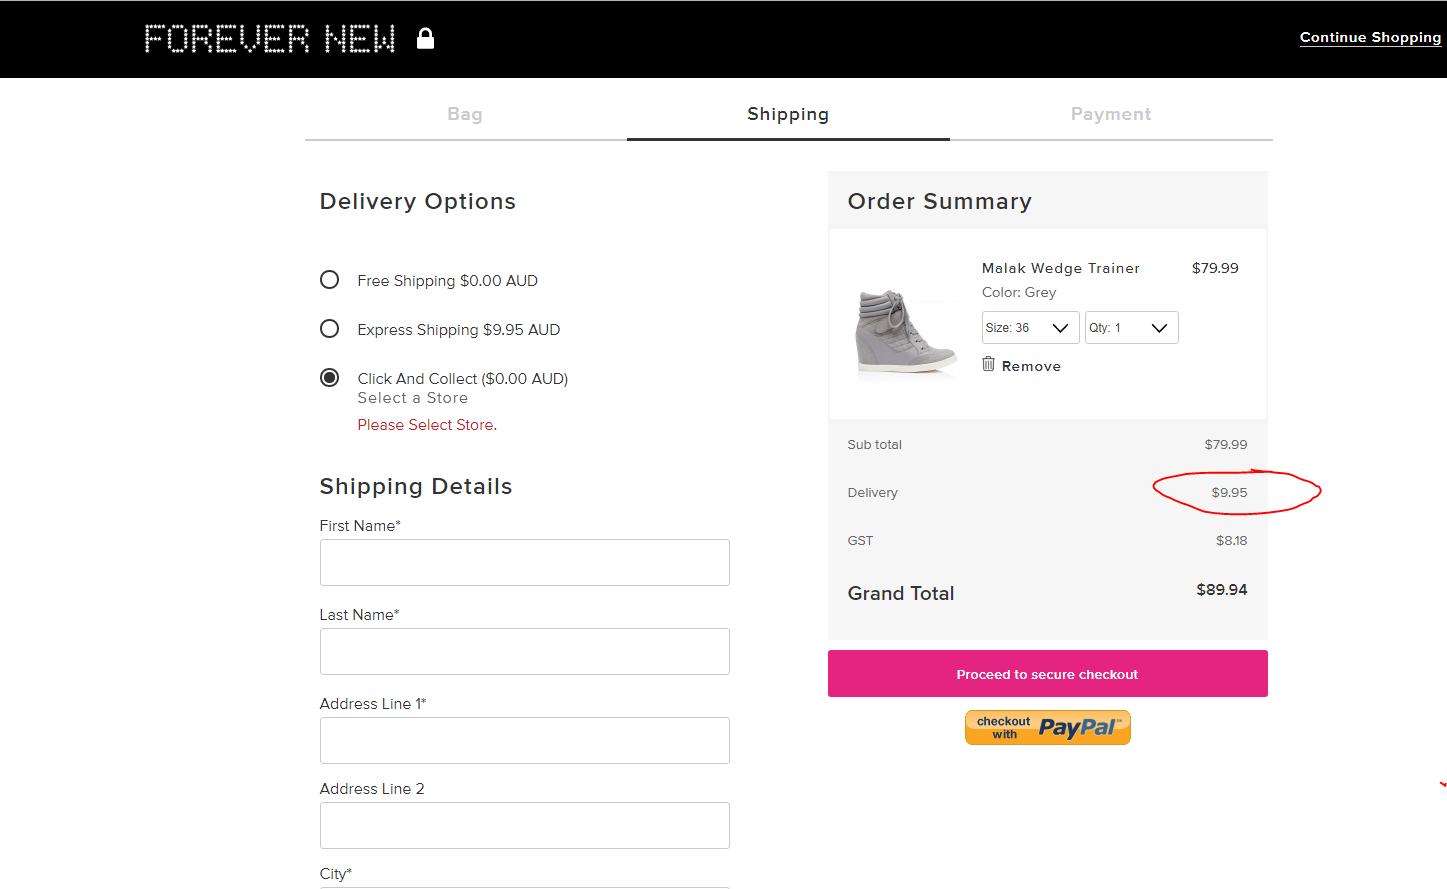 FOREVER NEW
Continue Shopping
Bag
Shipping
Payment
Delivery Options
Free Shipping $0.00 AUD
Express Shipping $9.95 AUD
Click And Collect ($0.00 AUD)
Select a Store
Please Select Store.
Shipping Details
First Name*
Last Name*
Address Line 1*
Address Line 2
City*
Order Summary
Malak Wedge Trainer $79.99
Color: Grey
Size: 36 Qty: 1
Remove
Sub total $79.99
Delivery $9.95
GST $8.18
Grand Total $89.94
Proceed to secure checkout
checkout
with PayPal™